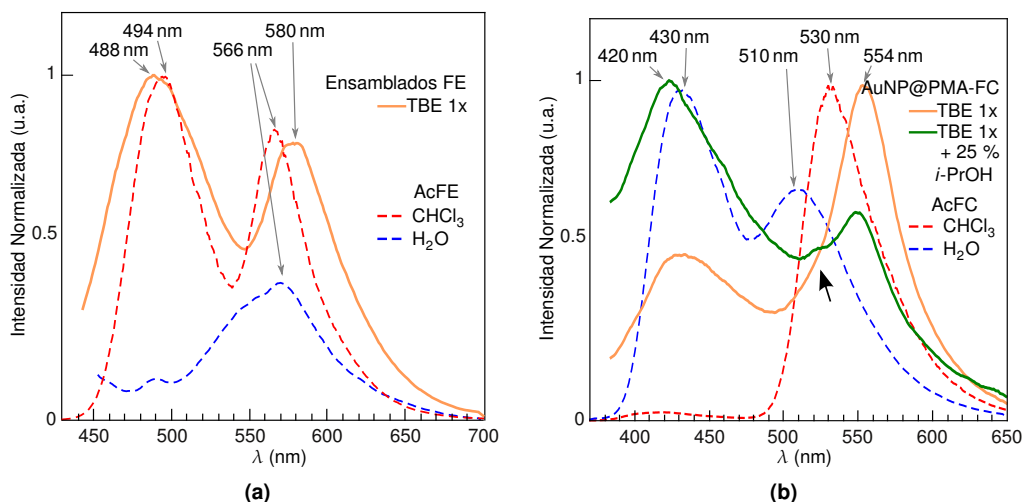 (a)
494 nm
488 nm
566 nm
580 nm
Ensamblados FE
TBE 1x
AcFE
CHCl3
H2O
Intensidad Normalizada (u.a.)
1
0.5
0
450 500 550 600 650 700
λ (nm)
(a)
(b)
430 nm
420 nm
510 nm
530 nm
554 nm
AuNP@PMA-FC
TBE 1x
TBE 1x
+ 25 %
i-PrOH
AcFC
CHCl3
H2O
Intensidad Normalizada (u.a.)
1
0.5
0
400 450 500 550 600 650
λ (nm)
(b)